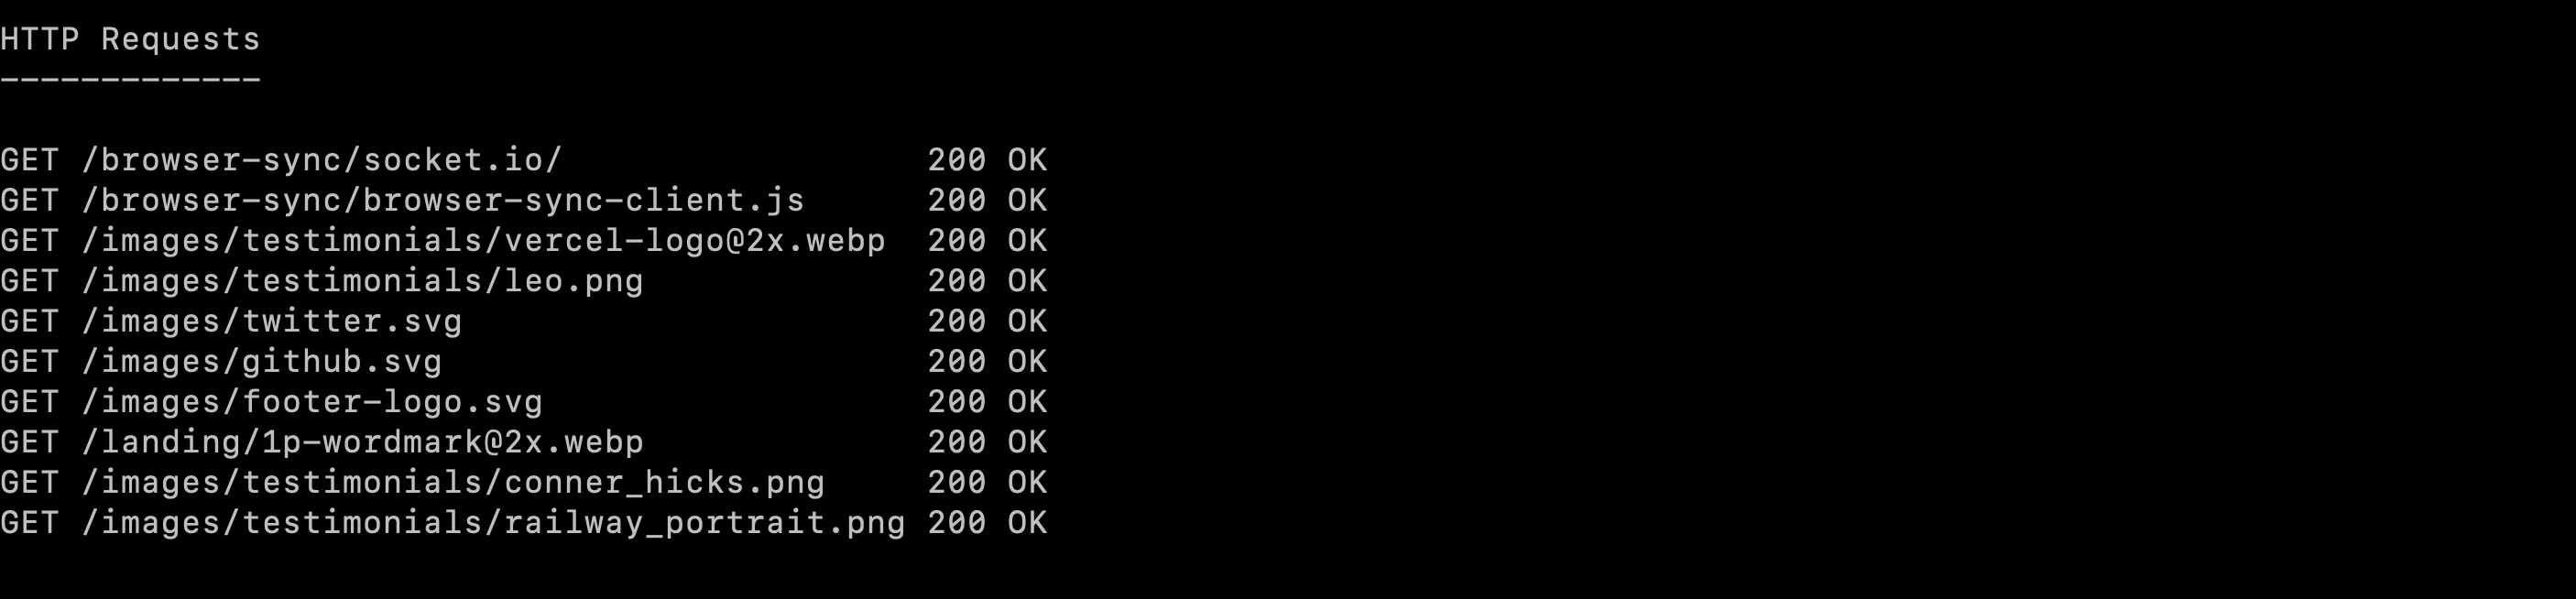 HTTP Requests
-------------
GET /browser-sync/socket.io/ 200 OK
GET /browser-sync/browser-sync-client.js 200 OK
GET /images/testimonials/vercel-logo@2x.webp 200 OK
GET /images/testimonials/leo.png 200 OK
GET /images/twitter.svg 200 OK
GET /images/github.svg 200 OK
GET /images/footer-logo.svg 200 OK
GET /landing/1p-wordmark@2x.webp 200 OK
GET /images/testimonials/conner_hicks.png 200 OK
GET /images/testimonials/railway_portrait.png 200 OK